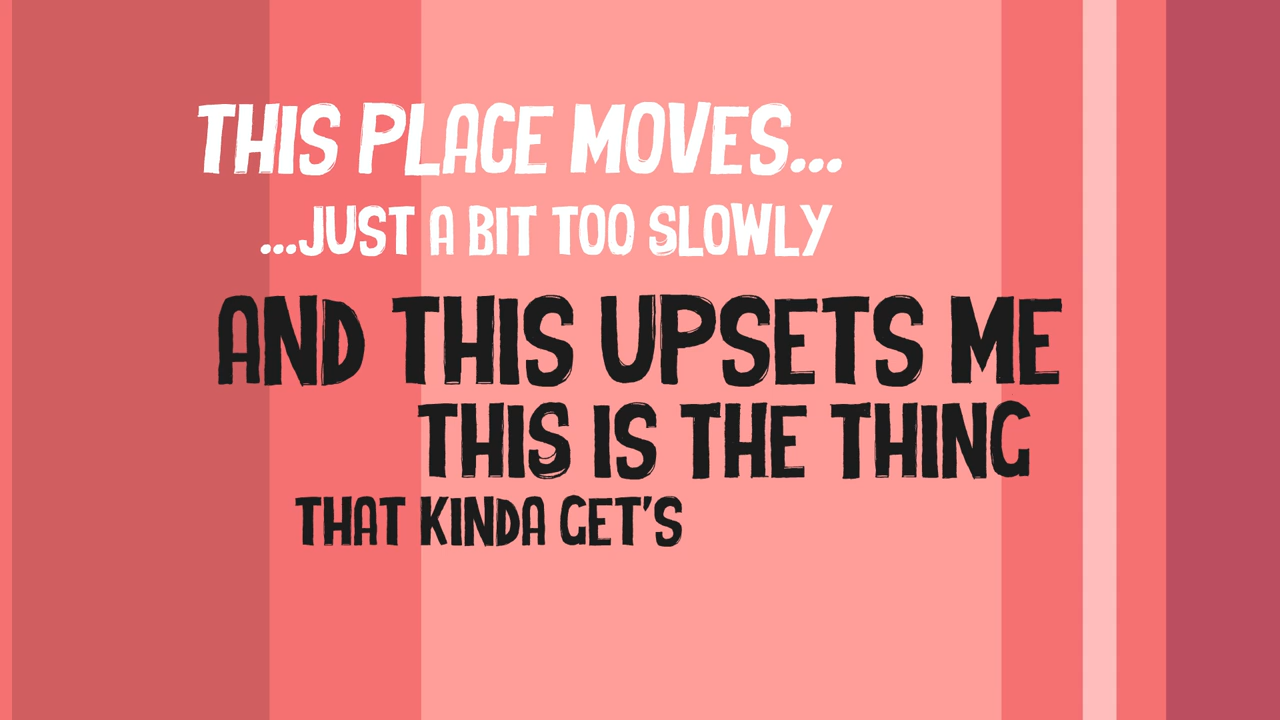 THIS PLACE MOVES...
...JUST A BIT TOO SLOWLY
AND THIS UPSETS ME
THIS IS THE THING
THAT KINDA GET'S